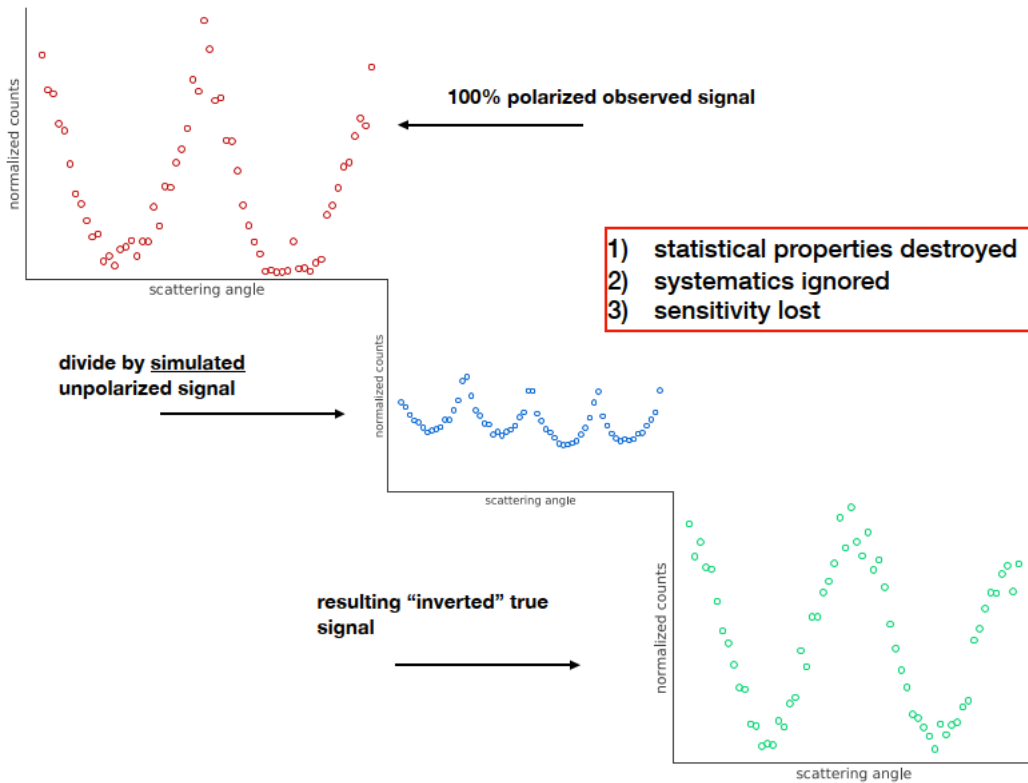 100% polarized observed signal
normalized counts
scattering angle
1) statistical properties destroyed
2) systematics ignored
3) sensitivity lost
divide by simulated
unpolarized signal
normalized counts
scattering angle
resulting “inverted” true
signal
normalized counts
scattering angle